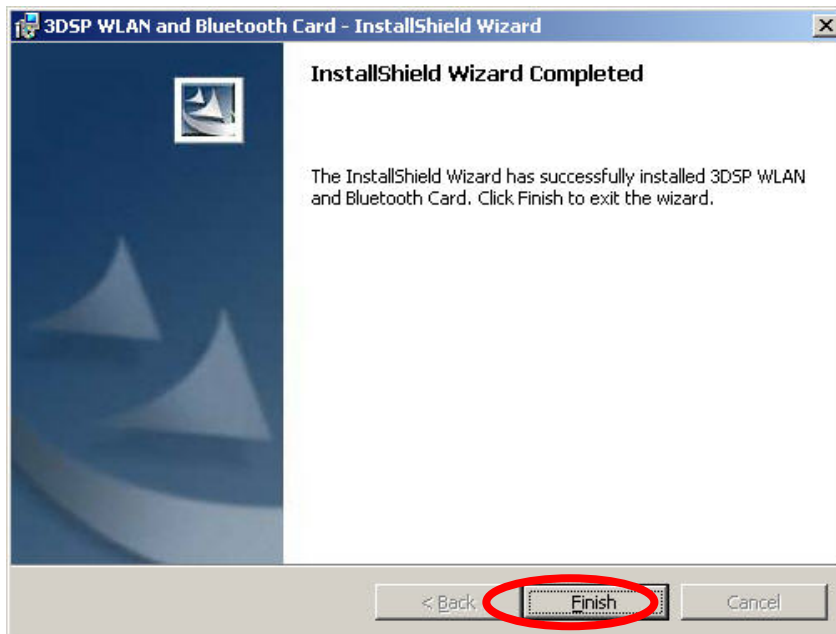 3DSP WLAN and Bluetooth Card - InstallShield Wizard
InstallShield Wizard Completed
The InstallShield Wizard has successfully installed 3DSP WLAN
and Bluetooth Card. Click Finish to exit the wizard.
< Back Finish Cancel